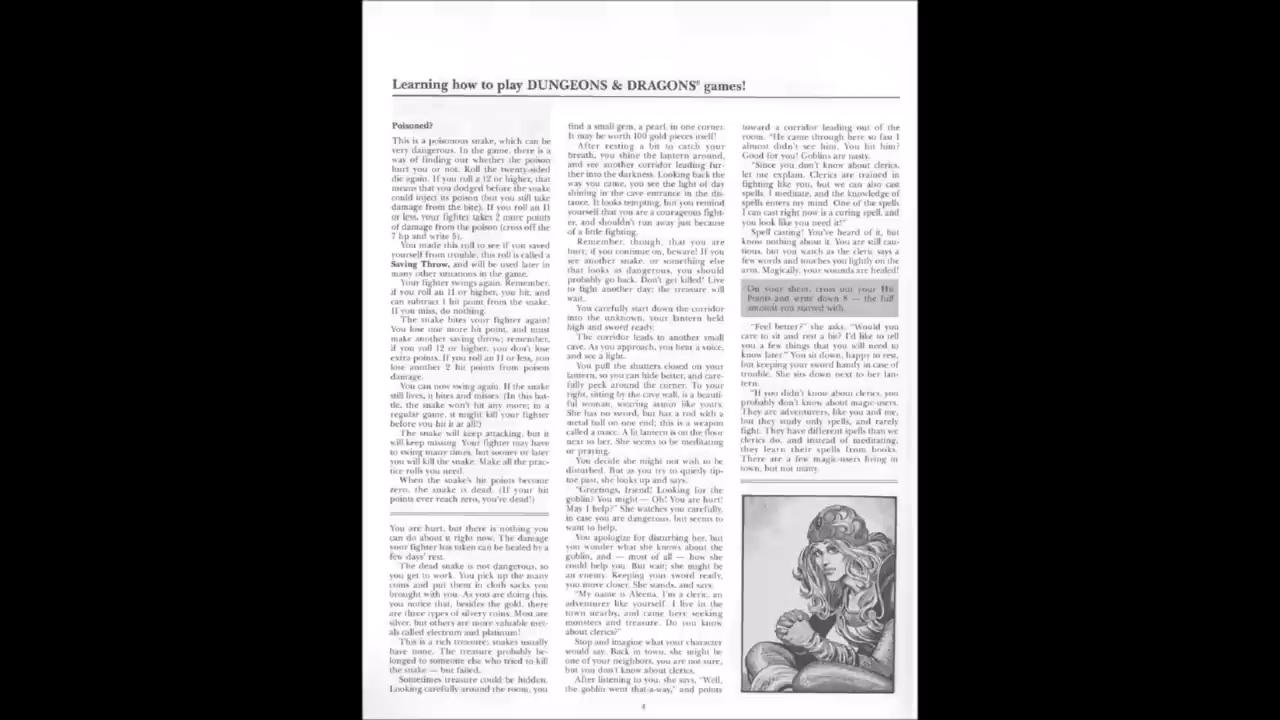 Learning how to play DUNGEONS & DRAGONS® games!
Poisoned?
This is a poisonous snake, which can be
very dangerous. In the game, there is a
way of finding out whether the poison
hurt you or not. Roll the twenty-sided
die again. If you roll a 12 or higher, that
means that you dodged before the snake
could inject its poison (but you still take
damage from the bite). If you roll an 11
or less, your fighter takes 2 more points
of damage from the poison (cross off the
7 hp and write 5).
You made this roll to see if you saved
yourself from trouble; this roll is called a
Saving Throw, and will be used later in
many other situations in the game.
Your fighter swings again. Remember,
if you roll an 11 or higher, you hit, and
can subtract 1 hit point from the snake.
If you miss, do nothing.
The snake bites your fighter again!
You lose one more hit point, and must
make another saving throw; remember,
if you roll 12 or higher, you don't lose
extra points. If you roll an 11 or less, you
lose another 2 hit points from poison
damage.
You can now swing again. If the snake
still lives, it bites and misses. (In this bat-
tle, the snake won't hit any more; in a
regular game, it might kill your fighter
before you hit it at all!)
The snake will keep attacking, but it
will keep missing. Your fighter may have
to swing many times, but sooner or later
you will kill the snake. Make all the prac-
tice rolls you need.
When the snake's hit points become
zero, the snake is dead. (If your hit
points ever reach zero, you're dead!)
You are hurt, but there is nothing you
can do about it right now. The damage
your fighter has taken can be healed by a
few days' rest.
The dead snake is not dangerous, so
you get to work. You pick up the many
coins and put them in cloth sacks you
brought with you. As you are doing this,
you notice that, besides the gold, there
are three types of silvery coins. Most are
silver, but others are more valuable met-
als called electrum and platinum!
This is a rich treasure; snakes usually
have none. The treasure probably be-
longed to someone else who tried to kill
the snake — but failed.
Sometimes treasure could be hidden.
Looking carefully around the room, you
find a small gem, a pearl, in one corner.
It may be worth 100 gold pieces itself!
After resting a bit to catch your
breath, you shine the lantern around,
and see another corridor leading fur-
ther into the darkness. Looking back the
way you came, you see the light of day
shining in the cave entrance in the dis-
tance. It looks tempting, but you remind
yourself that you are a courageous fight-
er, and shouldn't run away just because
of a little fighting.
Remember, though, that you are
hurt; if you continue on, beware! If you
see another snake, or something else
that looks as dangerous, you should
probably go back. Don't get killed! Live
to fight another day; the treasure will
wait.
You carefully start down the corridor
into the unknown, your lantern held
high and sword ready.
The corridor leads to another small
cave. As you approach, you hear a voice,
and see a light.
You pull the shutters closed on your
lantern, so you can hide better, and care-
fully peek around the corner. To your
right, sitting by the cave wall, is a beauti-
ful woman, wearing armor like yours.
She has no sword, but has a rod with a
metal ball on one end; this is a weapon
called a mace. A lit lantern is on the floor
next to her. She seems to be meditating
or praying.
You decide she might not wish to be
disturbed. But as you try to quietly tip-
toe past, she looks up and says,
"Greetings, friend! Looking for the
goblin? You might — Oh! You are hurt!
May I help?" She watches you carefully,
in case you are dangerous, but seems to
want to help.
You apologize for disturbing her, but
you wonder what she knows about the
goblin, and — most of all — how she
could help you. But wait; she might be
an enemy. Keeping your sword ready,
you move closer. She stands, and says,
"My name is Aleena. I'm a cleric, an
adventurer like yourself. I live in the
town nearby, and came here seeking
monsters and treasure. Do you know
about clerics?"
Stop and imagine what your character
would say. Back in town, she might be
one of your neighbors, you are not sure,
but you don't know about clerics.
After listening to you, she says, "Well,
the goblin went that-a-way," and points
toward a corridor leading out of the
room. "He came through here so fast I
almost didn't see him. You hit him?
Good for you! Goblins are nasty.
"Since you don't know about clerics,
let me explain. Clerics are trained in
fighting like you, but we can also cast
spells. I meditate, and the knowledge of
spells enters my mind. One of the spells
I can cast right now is a curing spell, and
you look like you need it!"
Spell casting! You've heard of it, but
know nothing about it. You are still cau-
tious, but you watch as the cleric says a
few words and touches you lightly on the
arm. Magically, your wounds are healed!
On your sheet, cross out your Hit
Points and write down 8 — the full
amount you started with.
"Feel better?" she asks. "Would you
care to sit and rest a bit? I'd like to tell
you a few things that you will need to
know later." You sit down, happy to rest,
but keeping your sword handy in case of
trouble. She sits down next to her lan-
tern.
"If you didn't know about clerics, you
probably don't know about magic-users.
They are adventurers, like you and me,
but they study only spells, and rarely
fight. They have different spells than we
clerics do, and instead of meditating,
they learn their spells from books.
There are a few magic-users living in
town, but not many.
4